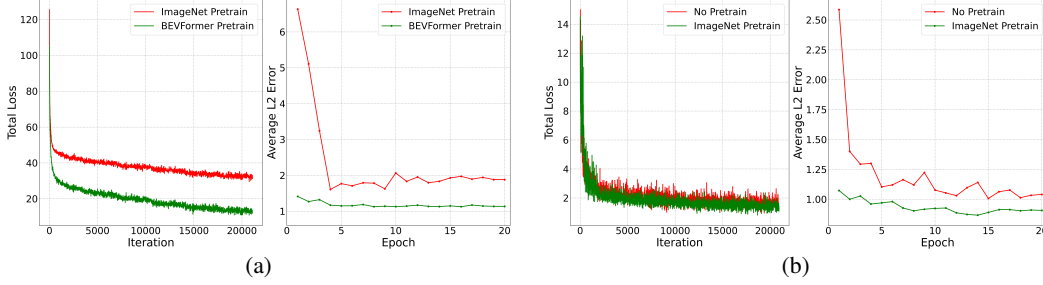 ImageNet Pretrain
BEVFormer Pretrain
Total Loss
120
100
80
60
40
20
0
5000
10000
15000
20000
Iteration
ImageNet Pretrain
BEVFormer Pretrain
Average L2 Error
6
5
4
3
2
1
0
5
10
15
20
Epoch
(a)
No Pretrain
ImageNet Pretrain
Total Loss
14
12
10
8
6
4
2
0
5000
10000
15000
20000
Iteration
No Pretrain
ImageNet Pretrain
Average L2 Error
2.50
2.25
2.00
1.75
1.50
1.25
1.00
0
5
10
15
20
Epoch
(b)